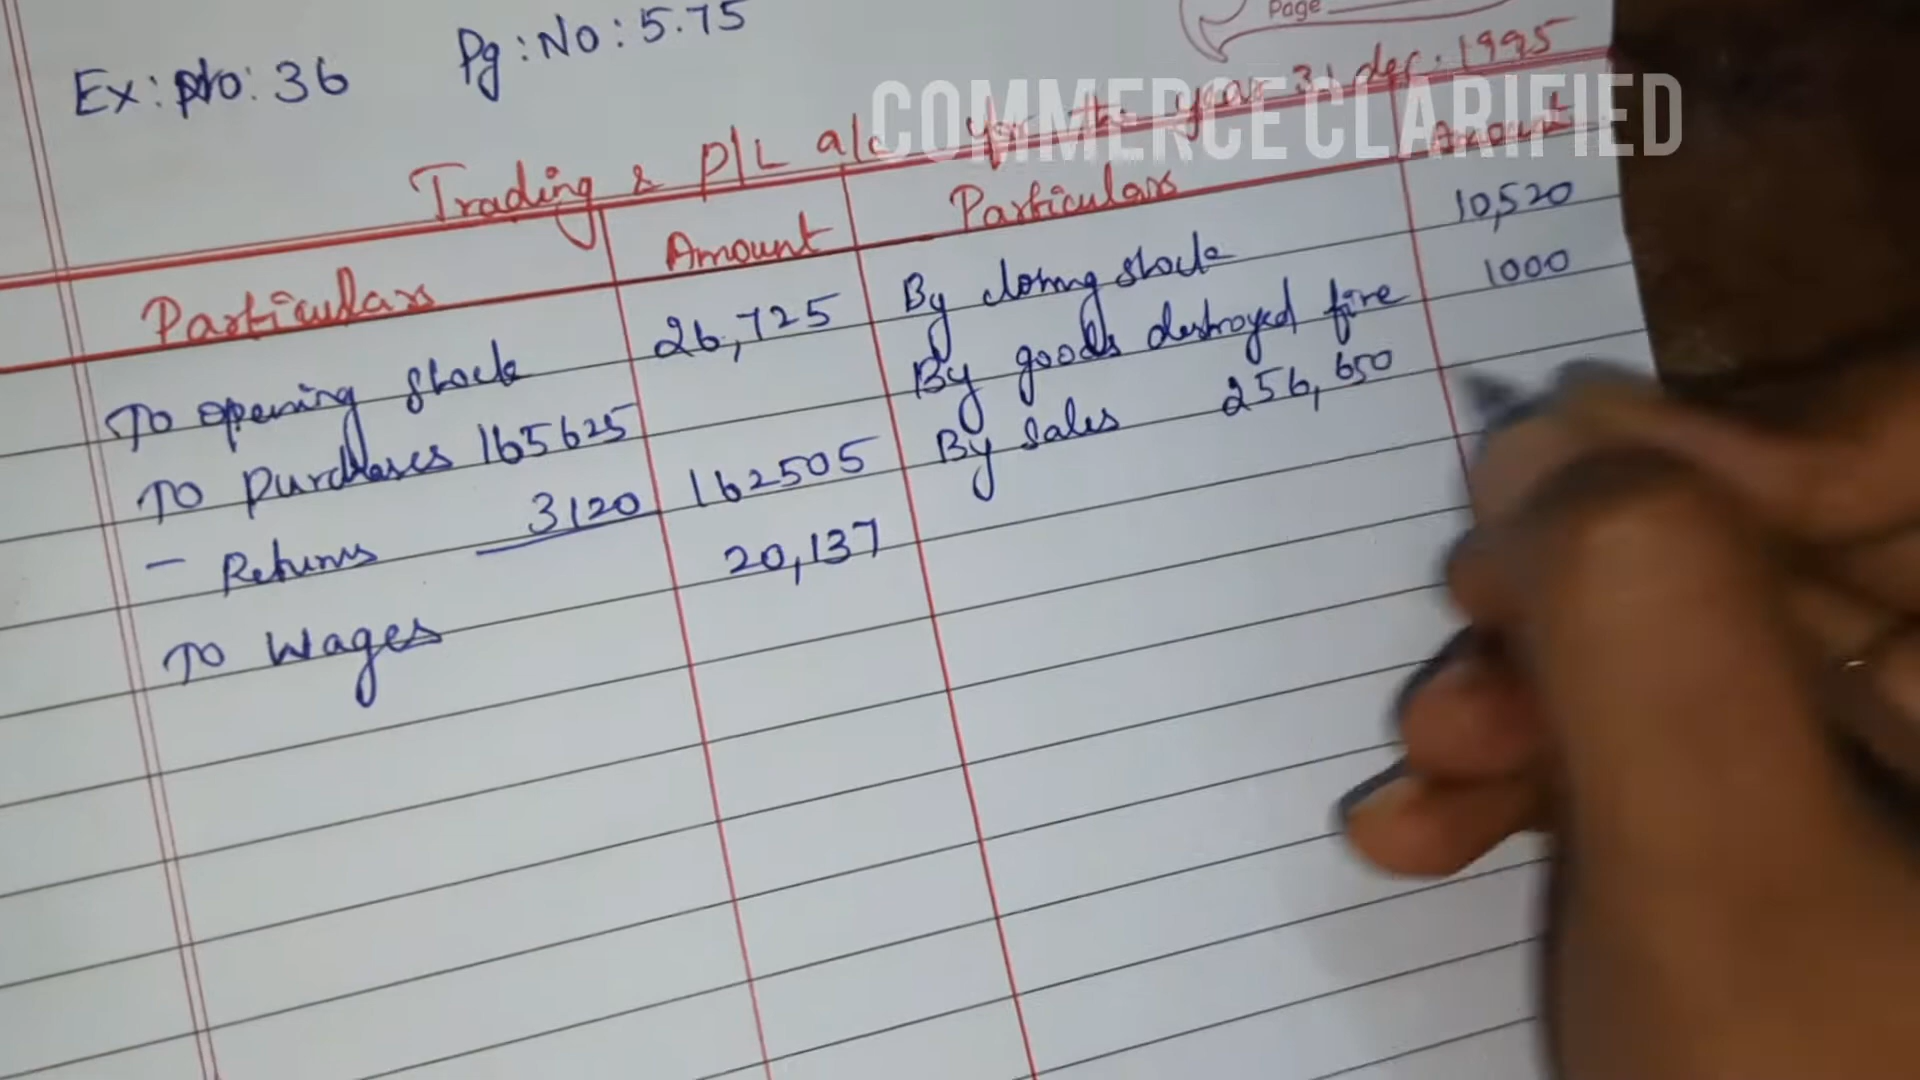 Page
Ex: No: 36 Pg: No: 5.75
COMMERCE CLARIFIED
Trading & P/L a/c for the year 31 dec. 1995
Particulars Amount Particulars Amount
To opening stock 26,725 By closing stock 10,520
To purchases 165625 By goods destroyed fire 1000
- Returns 3120 162505 By sales 256,650
To Wages 20,137